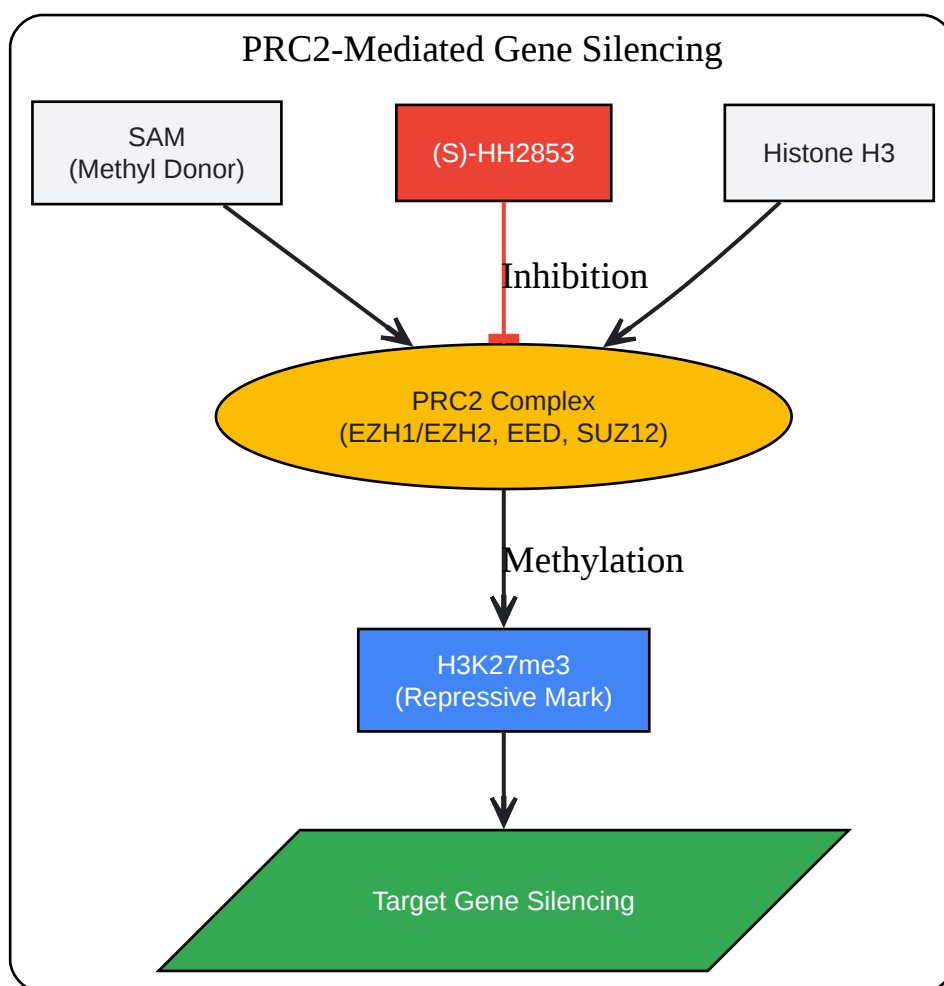 PRC2-Mediated Gene Silencing
SAM
(Methyl Donor)
(S)-HH2853
Histone H3
Inhibition
PRC2 Complex
(EZH1/EZH2, EED, SUZ12)
Methylation
H3K27me3
(Repressive Mark)
Target Gene Silencing